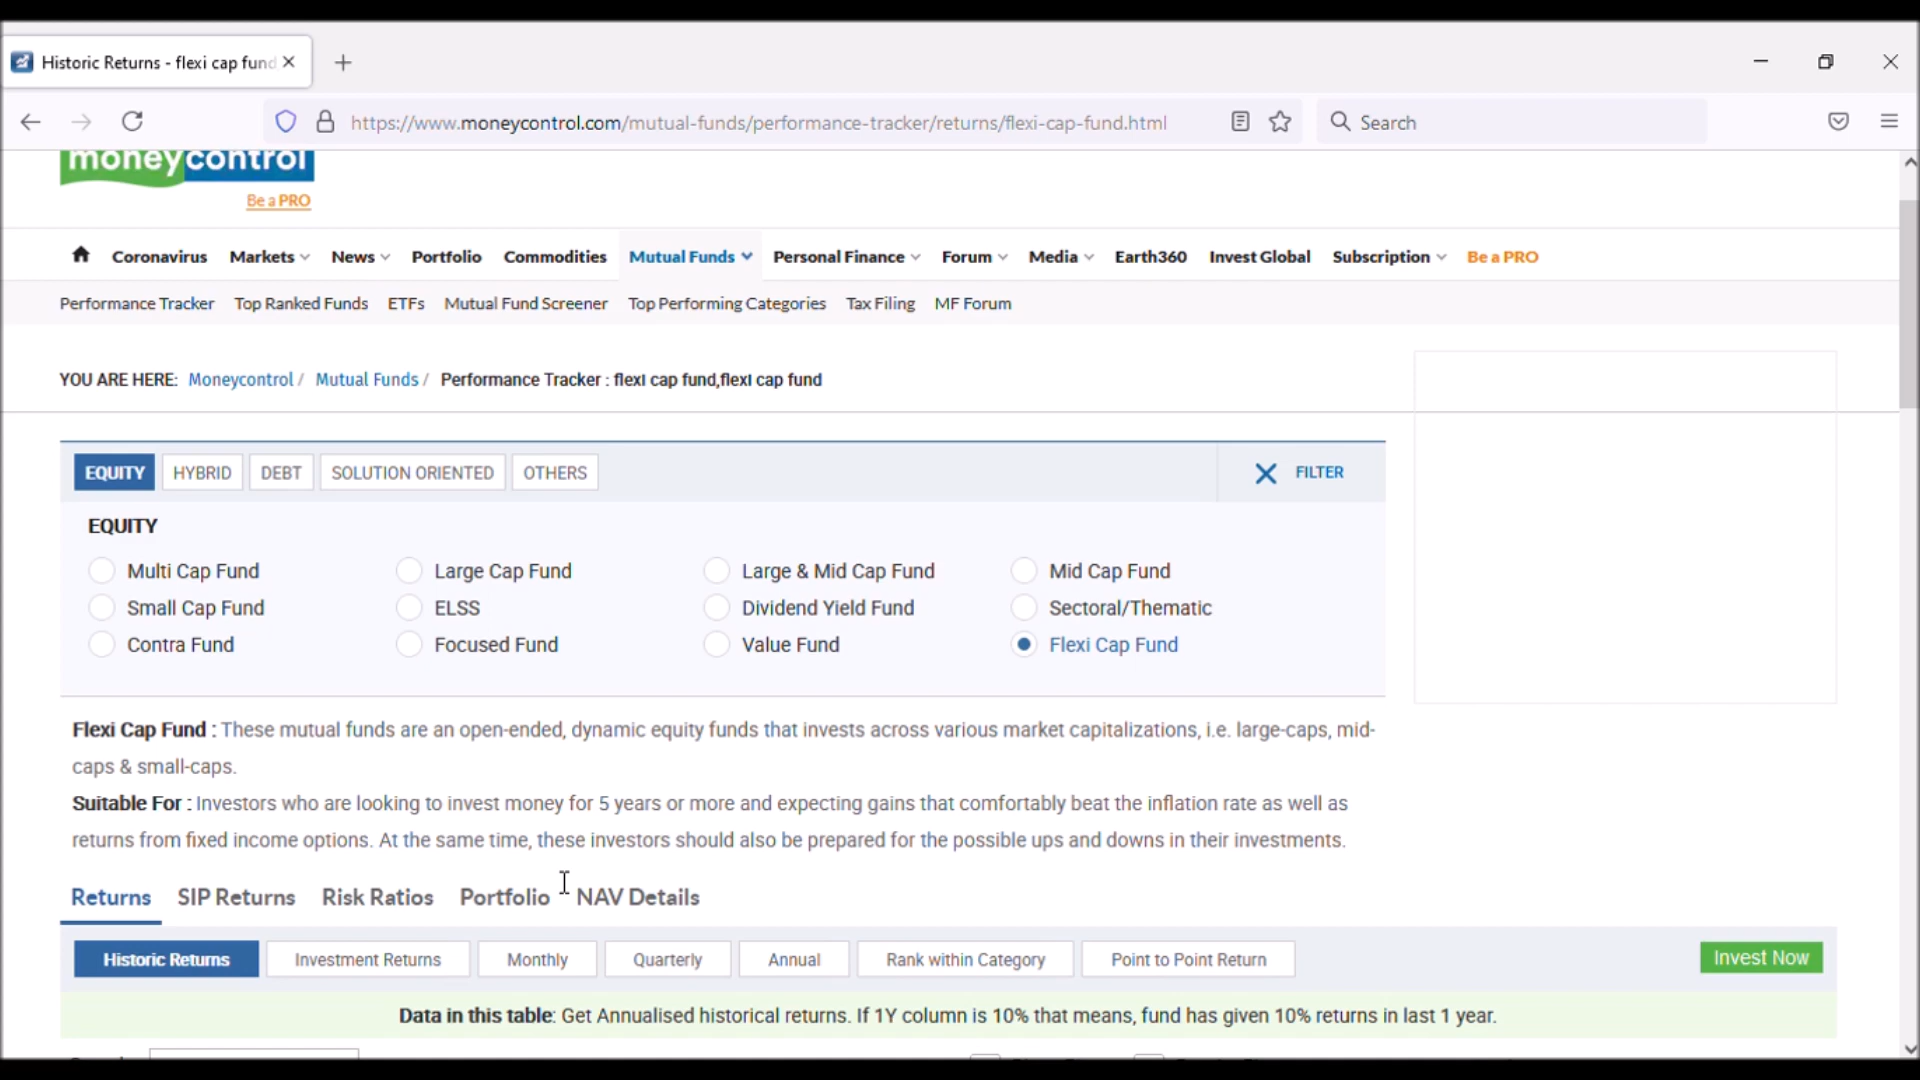 Historic Returns - flexi cap fund
https://www.moneycontrol.com/mutual-funds/performance-tracker/returns/flexi-cap-fund.html
Search
moneycontrol
Be a PRO
Coronavirus Markets News Portfolio Commodities Mutual Funds Personal Finance Forum Media Earth360 Invest Global Subscription Be a PRO
Performance Tracker Top Ranked Funds ETFs Mutual Fund Screener Top Performing Categories Tax Filing MF Forum
YOU ARE HERE: Moneycontrol / Mutual Funds / Performance Tracker : flexi cap fund,flexi cap fund
EQUITY HYBRID DEBT SOLUTION ORIENTED OTHERS FILTER
EQUITY
Multi Cap Fund Large Cap Fund Large & Mid Cap Fund Mid Cap Fund
Small Cap Fund ELSS Dividend Yield Fund Sectoral/Thematic
Contra Fund Focused Fund Value Fund Flexi Cap Fund
Flexi Cap Fund : These mutual funds are an open-ended, dynamic equity funds that invests across various market capitalizations, i.e. large-caps, mid-
caps & small-caps.
Suitable For : Investors who are looking to invest money for 5 years or more and expecting gains that comfortably beat the inflation rate as well as
returns from fixed income options. At the same time, these investors should also be prepared for the possible ups and downs in their investments.
Returns SIP Returns Risk Ratios Portfolio NAV Details
Historic Returns Investment Returns Monthly Quarterly Annual Rank within Category Point to Point Return Invest Now
Data in this table: Get Annualised historical returns. If 1Y column is 10% that means, fund has given 10% returns in last 1 year.